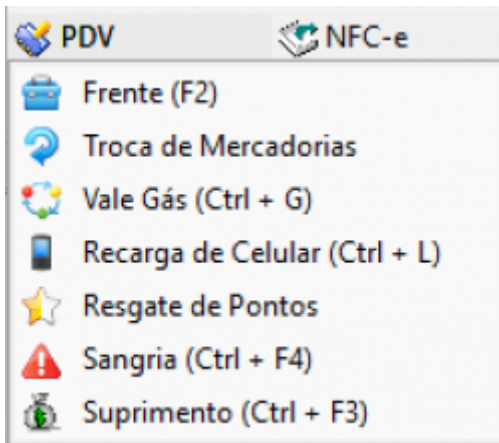 PDV NFC-e
Frente (F2)
Troca de Mercadorias
Vale Gás (Ctrl + G)
Recarga de Celular (Ctrl + L)
Resgate de Pontos
Sangria (Ctrl + F4)
Suprimento (Ctrl + F3)